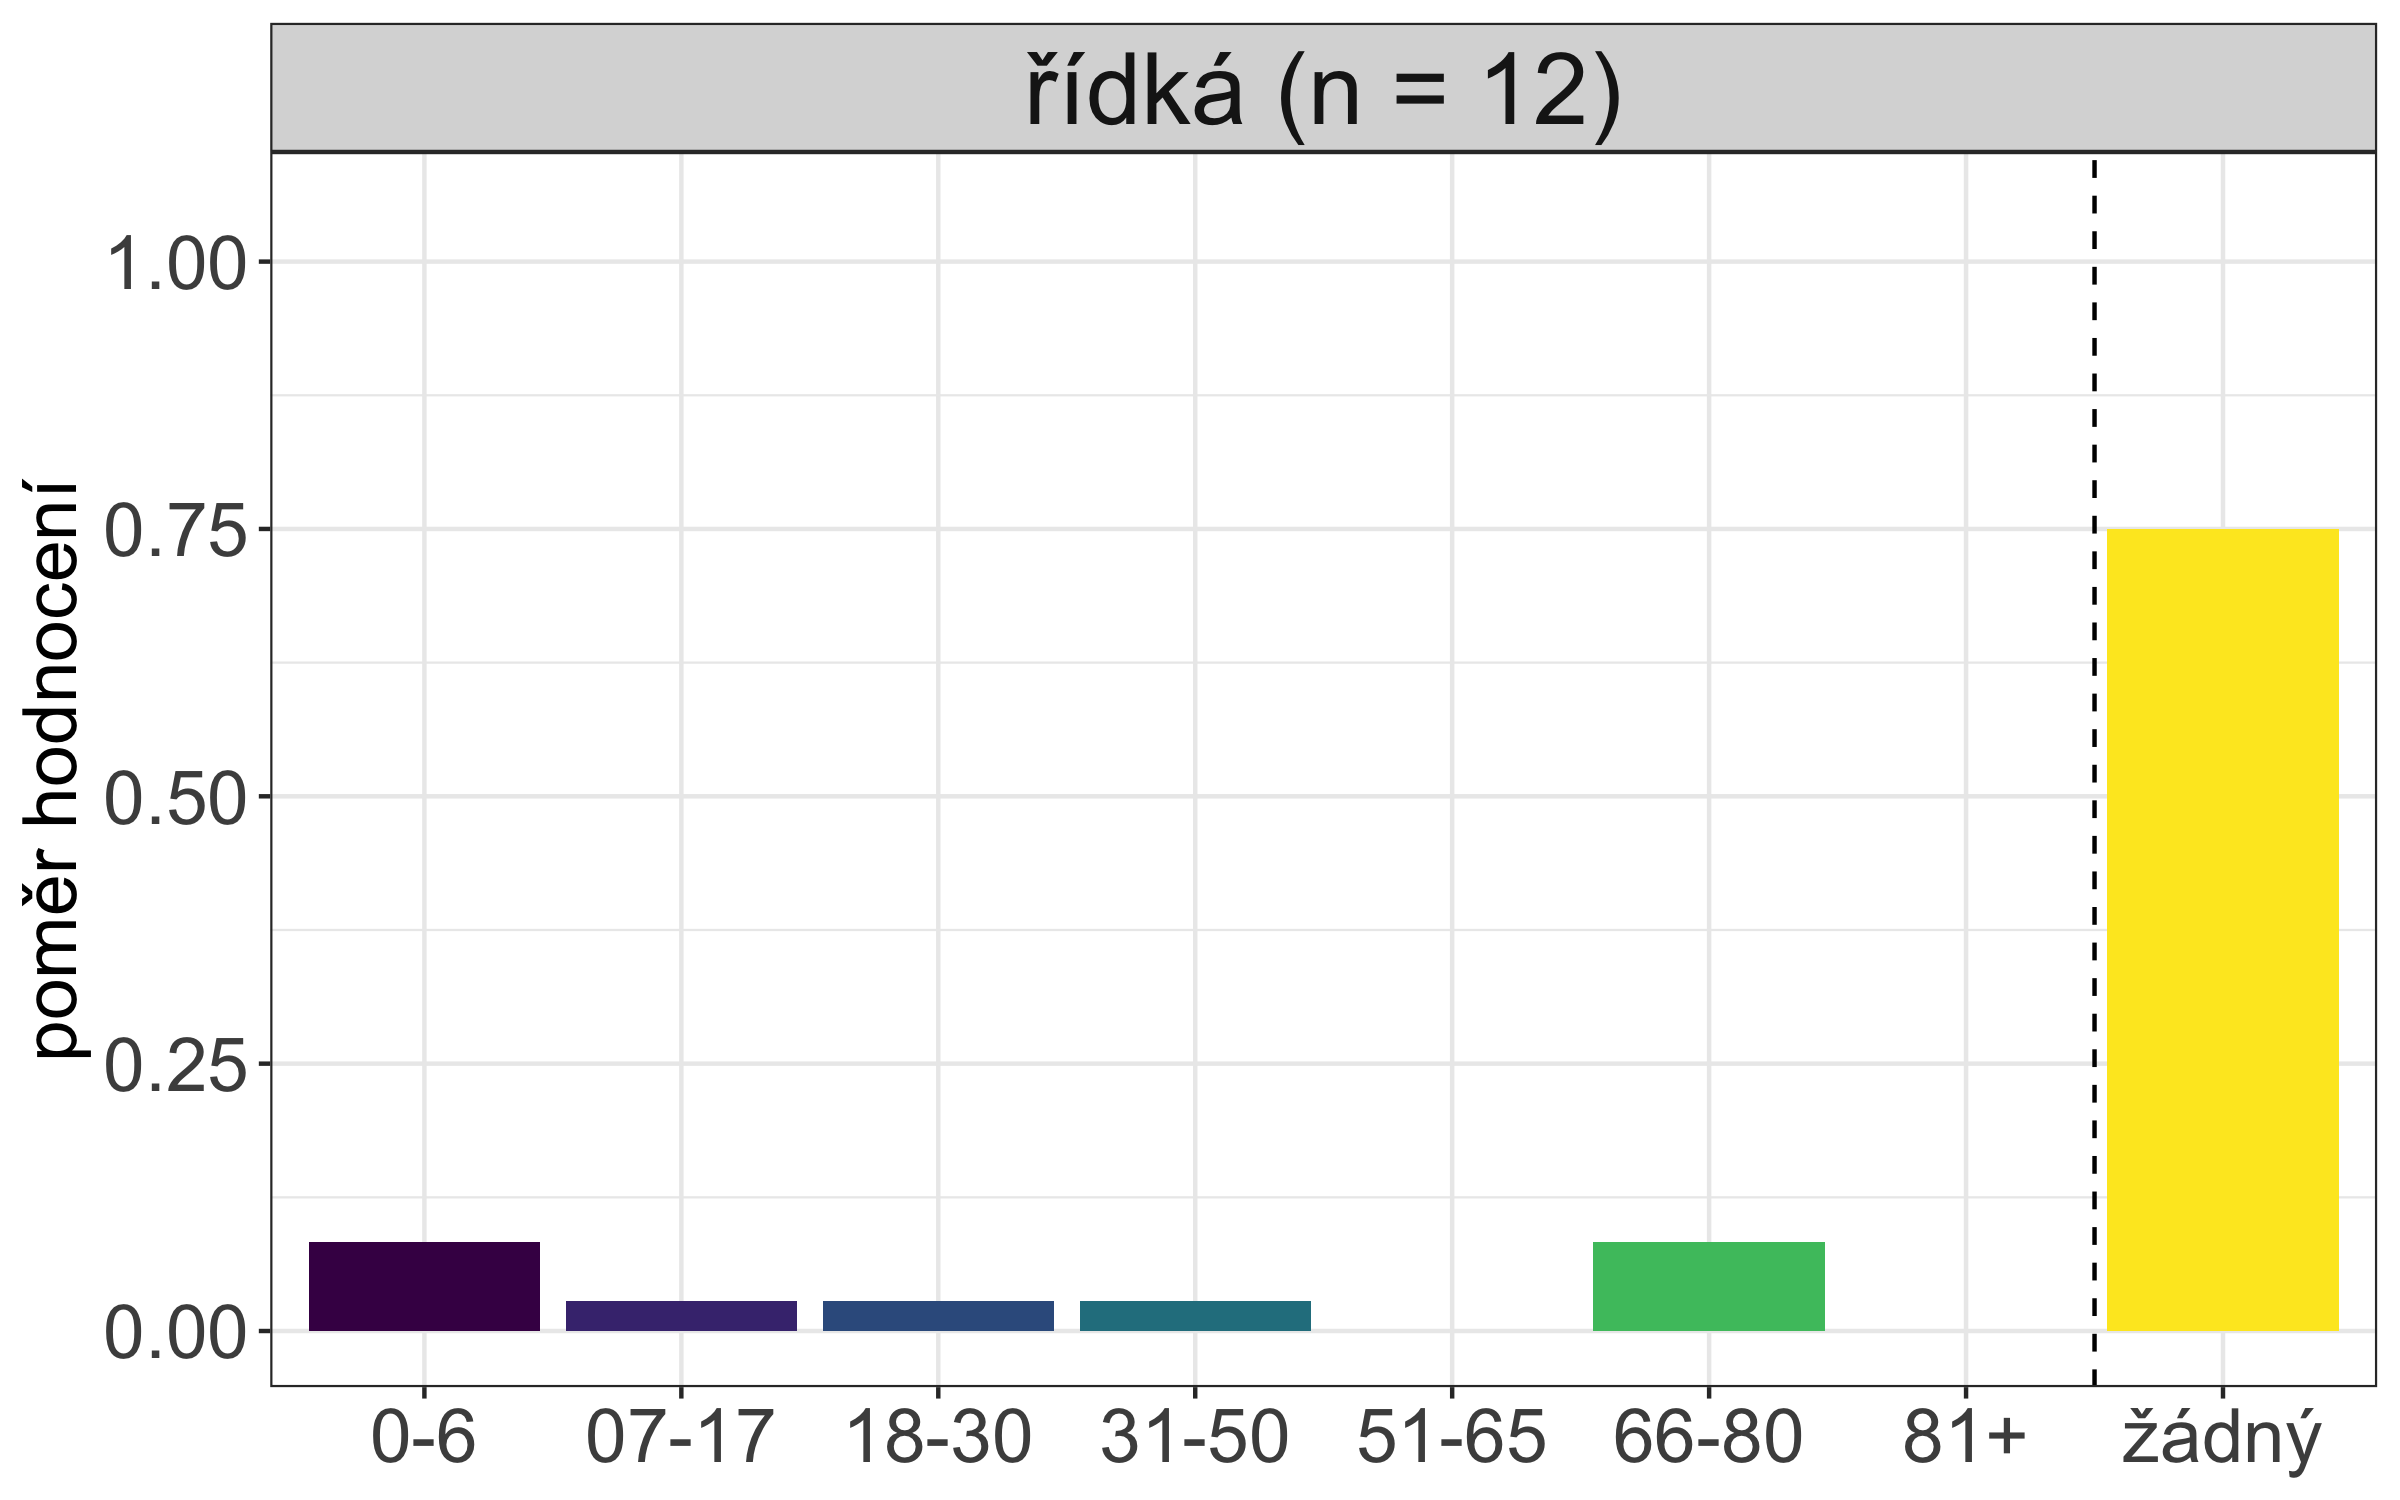 řídká (n = 12)
poměr hodnocení
1.00
0.75
0.50
0.25
0.00
0-6 07-17 18-30 31-50 51-65 66-80 81+ žádný